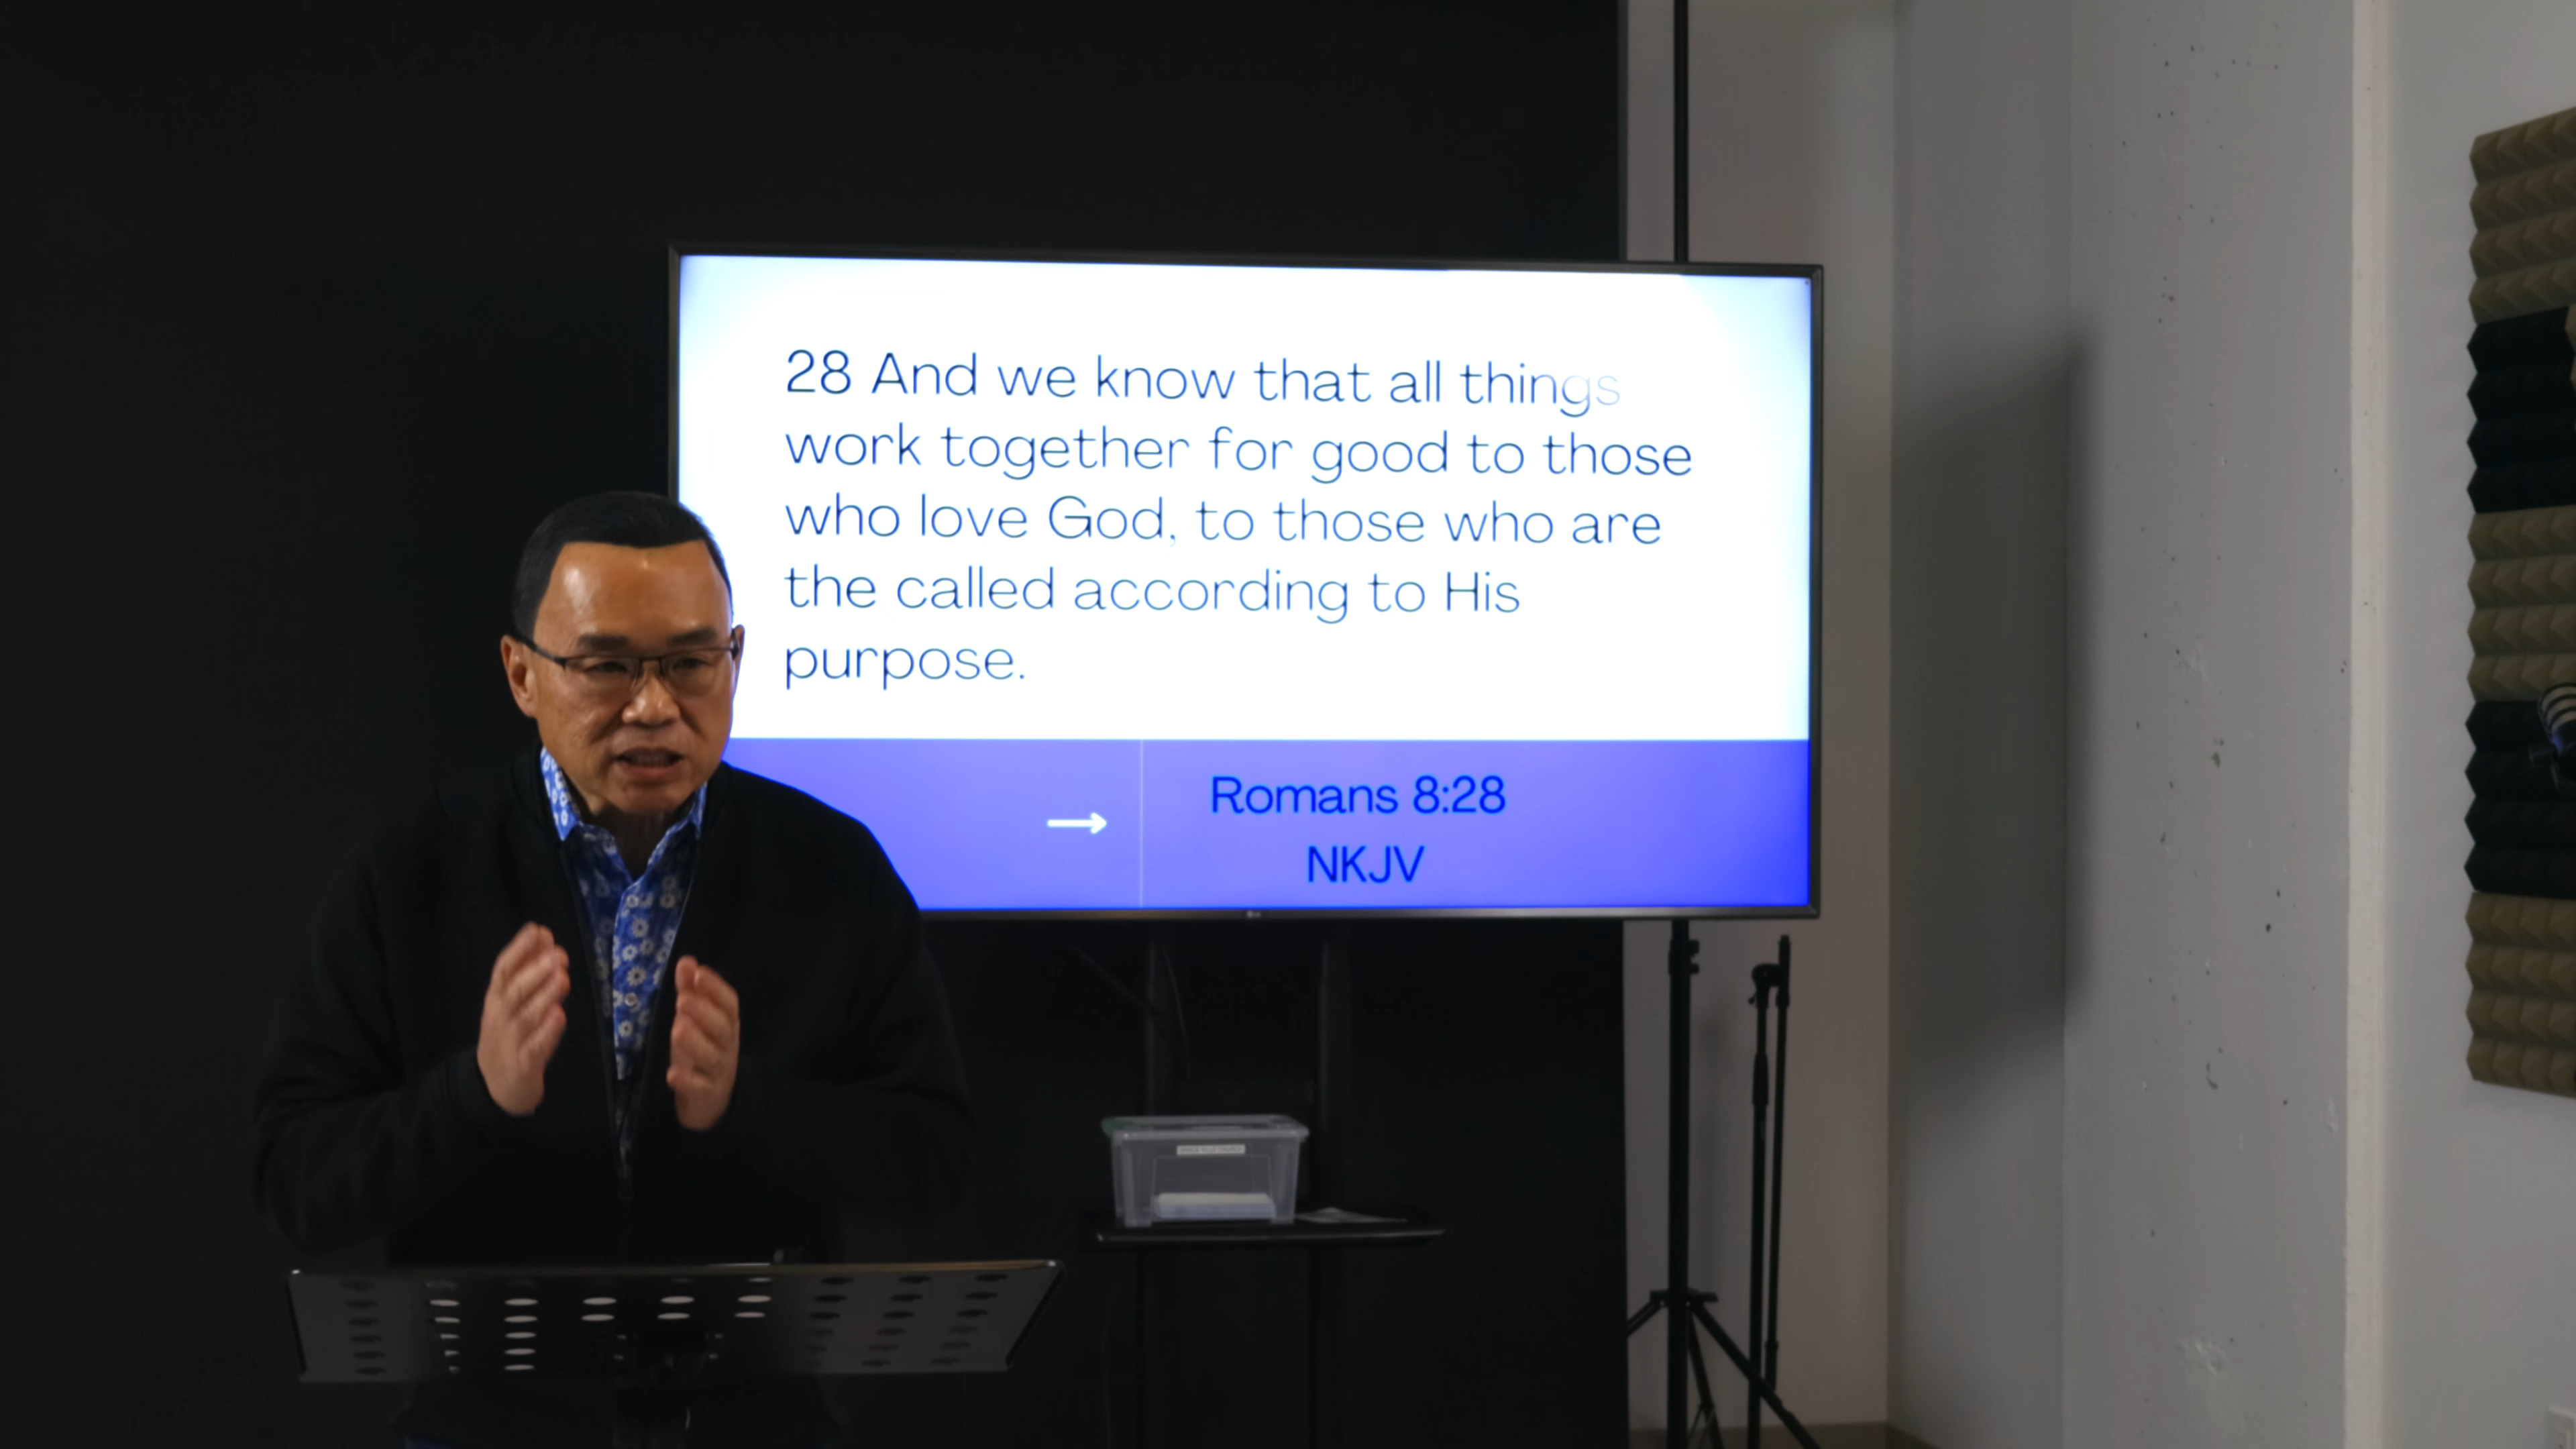 28 And we know that all things
work together for good to those
who love God, to those who are
the called according to His
purpose.
Romans 8:28
NKJV